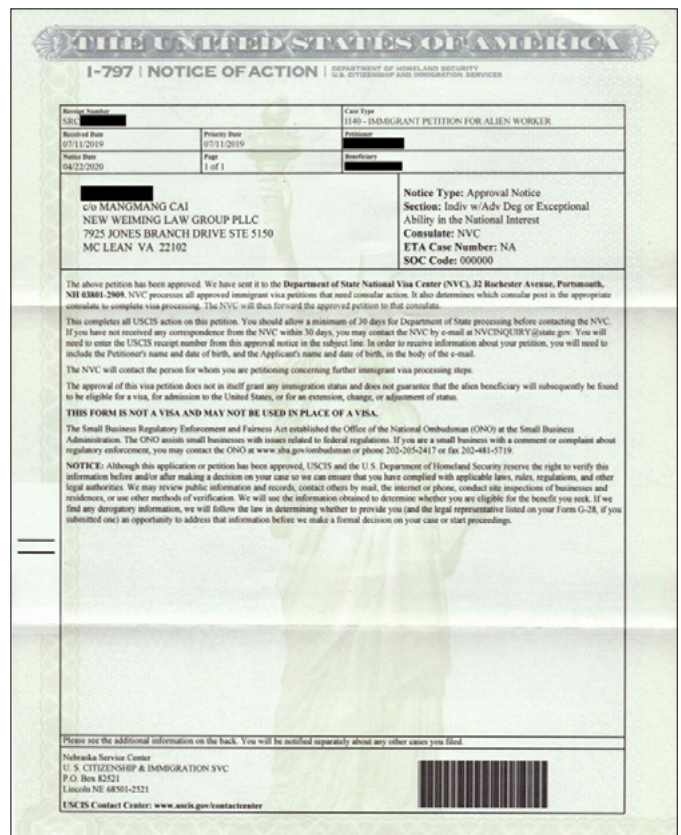 THE UNITED STATES OF AMERICA
I-797 | NOTICE OF ACTION | DEPARTMENT OF HOMELAND SECURITY
U.S. CITIZENSHIP AND IMMIGRATION SERVICES
Receipt Number
SRC
Case Type
I140 - IMMIGRANT PETITION FOR ALIEN WORKER
Received Date
07/11/2019
Priority Date
07/11/2019
Petitioner
Notice Date
04/22/2020
Page
1 of 1
Beneficiary
c/o MANGMANG CAI
NEW WEIMING LAW GROUP PLLC
7925 JONES BRANCH DRIVE STE 5150
MC LEAN VA 22102
Notice Type: Approval Notice
Section: Indiv w/Adv Deg or Exceptional
Ability in the National Interest
Consulate: NVC
ETA Case Number: NA
SOC Code: 000000
The above petition has been approved. We have sent it to the Department of State National Visa Center (NVC), 32 Rochester Avenue, Portsmouth,
NH 03801-2909. NVC processes all approved immigrant visa petitions that need consular action. It also determines which consular post is the appropriate
consulate to complete visa processing. The NVC will then forward the approved petition to that consulate.
This completes all USCIS action on this petition. You should allow a minimum of 30 days for Department of State processing before contacting the NVC.
If you have not received any correspondence from the NVC within 30 days, you may contact the NVC by e-mail at NVCINQUIRY@state.gov. You will
need to enter the USCIS receipt number from this approval notice in the subject line. In order to receive information about your petition, you will need to
include the Petitioner's name and date of birth, and the Applicant's name and date of birth, in the body of the e-mail.
The NVC will contact the person for whom you are petitioning concerning further immigrant visa processing steps.
The approval of this visa petition does not in itself grant any immigration status and does not guarantee that the alien beneficiary will subsequently be found
to be eligible for a visa, for admission to the United States, or for an extension, change, or adjustment of status.
THIS FORM IS NOT A VISA AND MAY NOT BE USED IN PLACE OF A VISA.
The Small Business Regulatory Enforcement and Fairness Act established the Office of the National Ombudsman (ONO) at the Small Business
Administration. The ONO assists small businesses with issues related to federal regulations. If you are a small business with a comment or complaint about
regulatory enforcement, you may contact the ONO at www.sba.gov/ombudsman or phone 202-205-2417 or fax 202-481-5719.
NOTICE: Although this application or petition has been approved, USCIS and the U.S. Department of Homeland Security reserve the right to verify this
information before and/or after making a decision on your case so we can ensure that you have complied with applicable laws, rules, regulations, and other
legal authorities. We may review public information and records, contact others by mail, the internet or phone, conduct site inspections of businesses and
residences, or use other methods of verification. We will use the information obtained to determine whether you are eligible for the benefit you seek. If we
find any derogatory information, we will follow the law in determining whether to provide you (and the legal representative listed on your Form G-28, if you
submitted one) an opportunity to address that information before we make a formal decision on your case or start proceedings.
Please see the additional information on the back. You will be notified separately about any other cases you filed.
Nebraska Service Center
U. S. CITIZENSHIP & IMMIGRATION SVC
P.O. Box 82521
Lincoln NE 68501-2521
USCIS Contact Center: www.uscis.gov/contactcenter